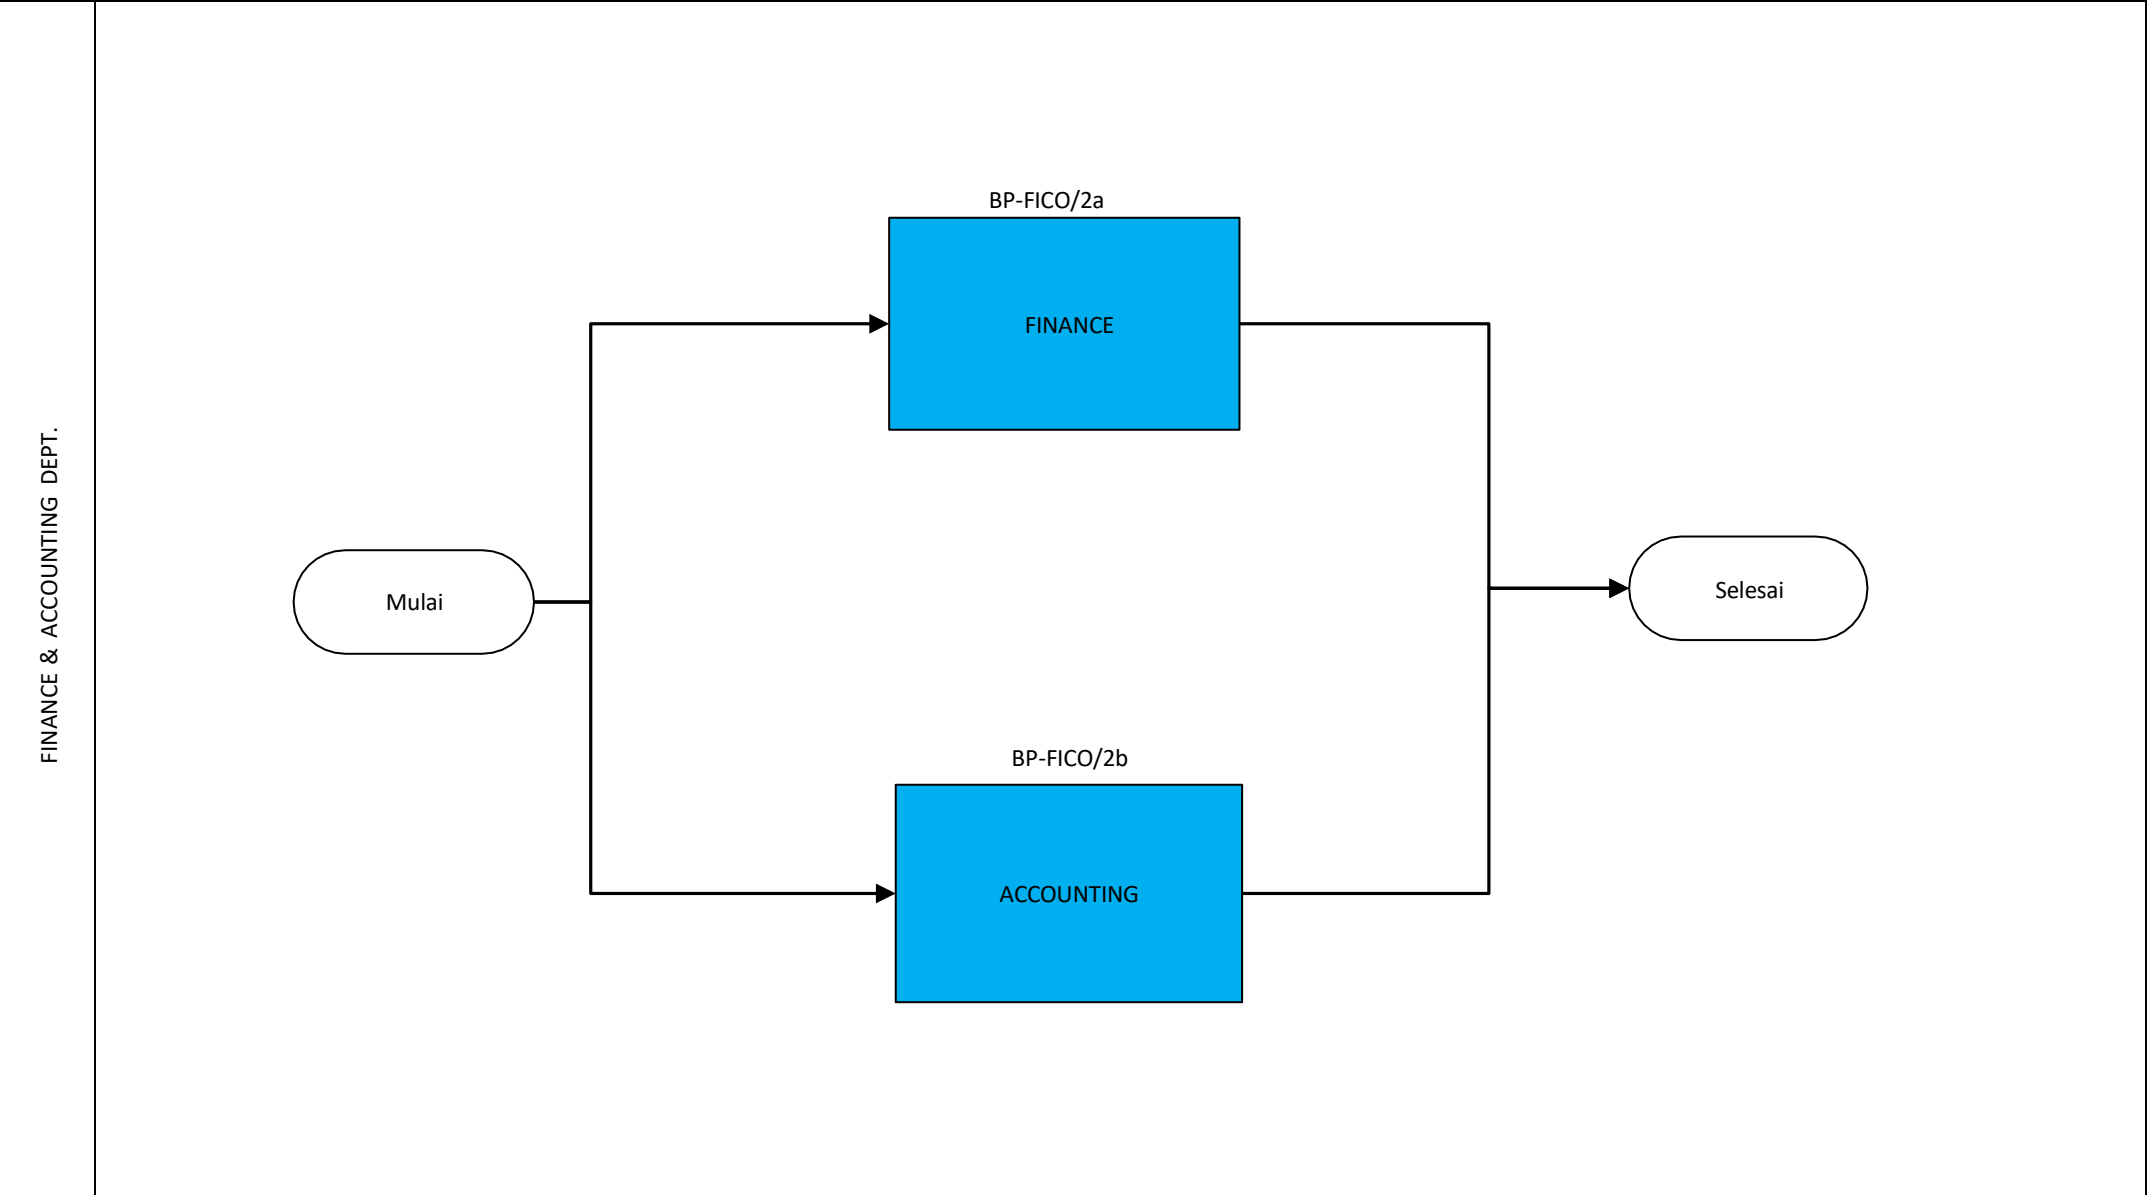 FINANCE & ACCOUNTING DEPT.
BP-FICO/2a
FINANCE
Mulai
Selesai
BP-FICO/2b
ACCOUNTING